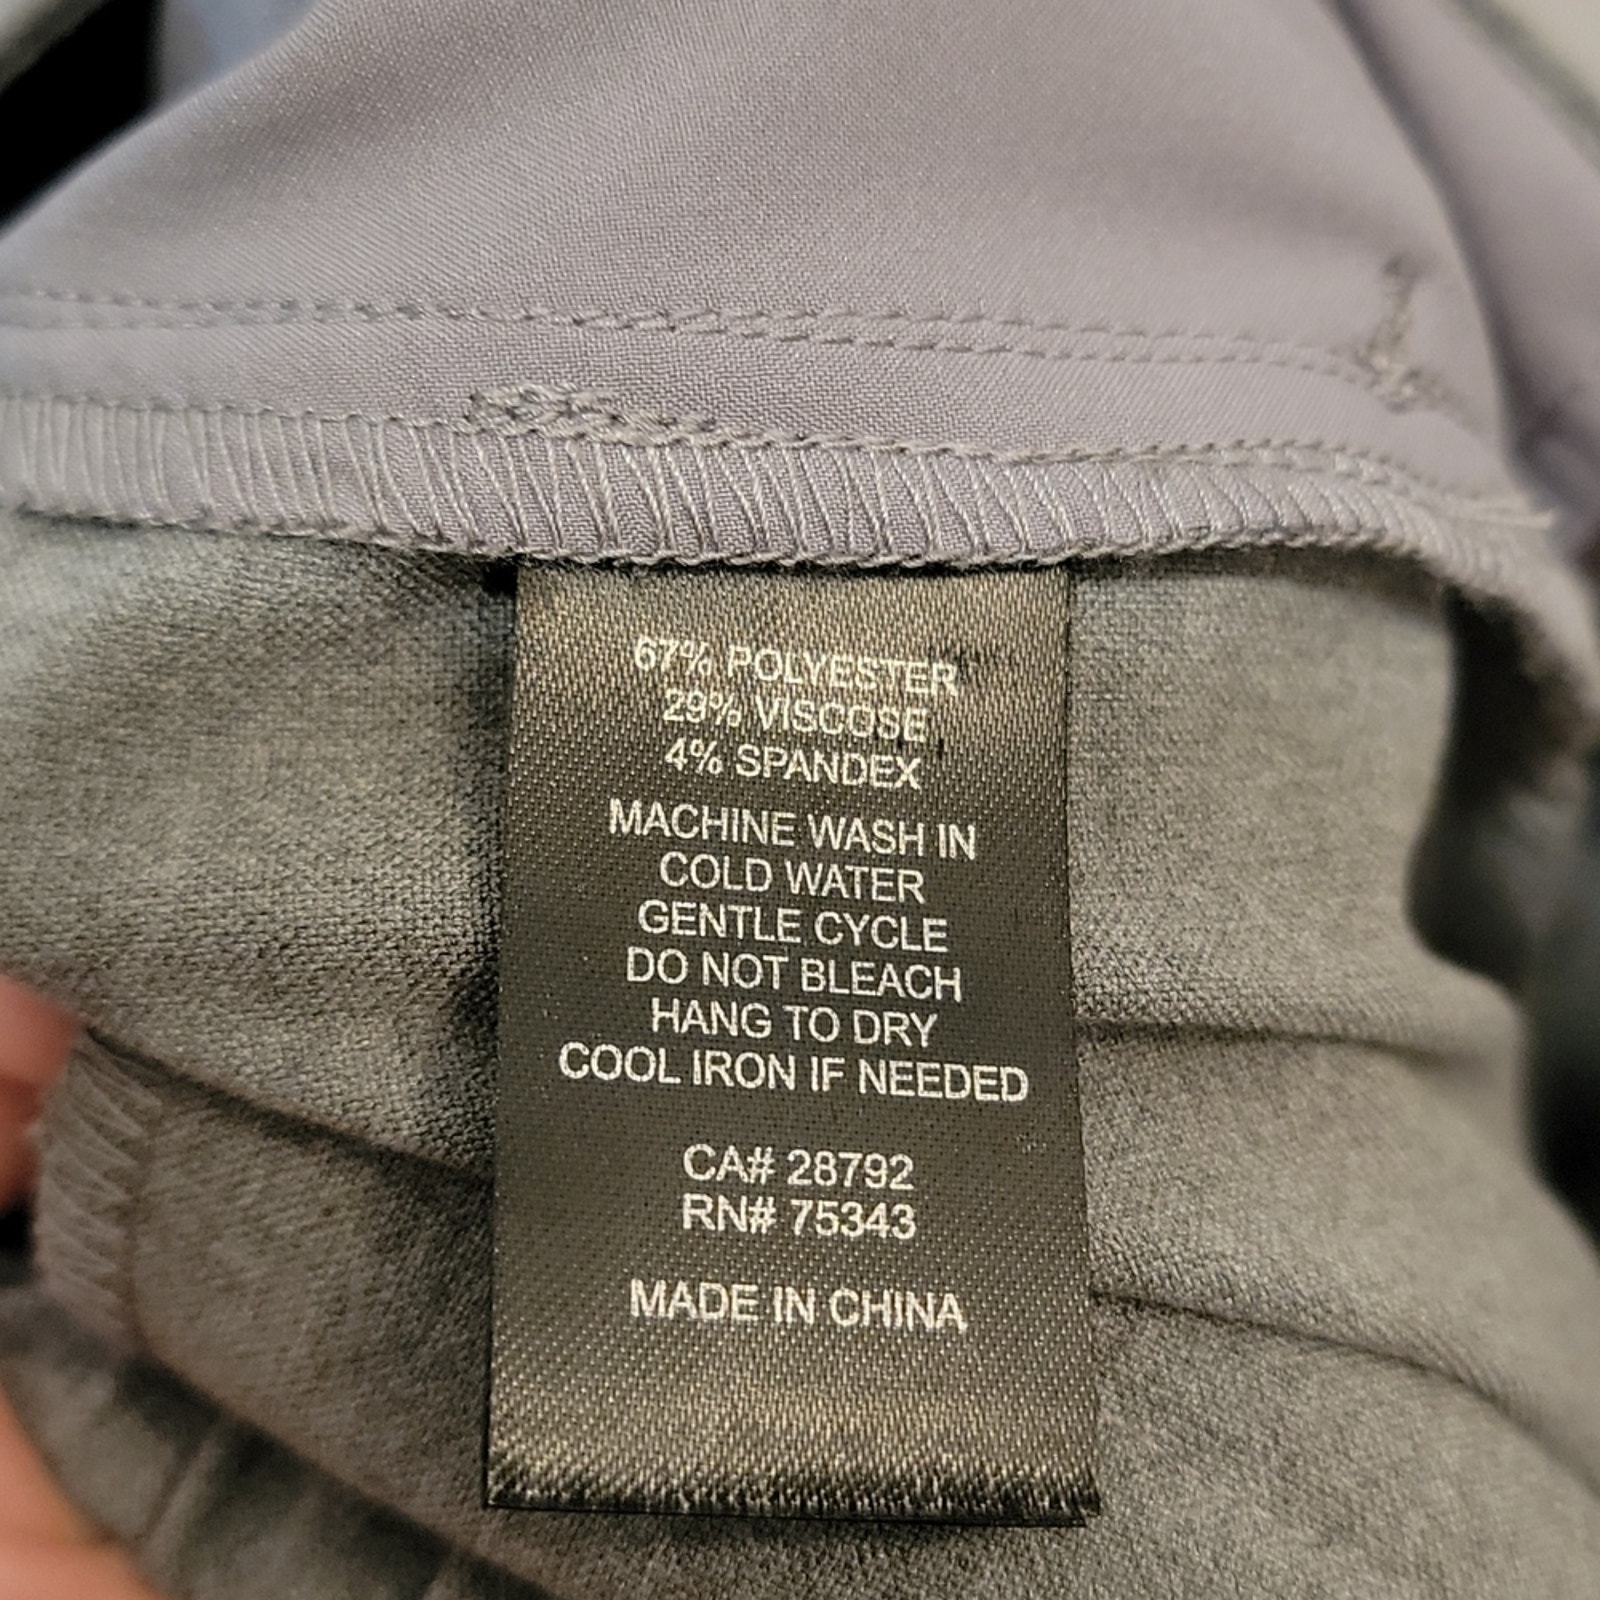 67% POLYESTER
29% VISCOSE
4% SPANDEX
MACHINE WASH IN
COLD WATER
GENTLE CYCLE
DO NOT BLEACH
HANG TO DRY
COOL IRON IF NEEDED
CA# 28792
RN# 75343
MADE IN CHINA